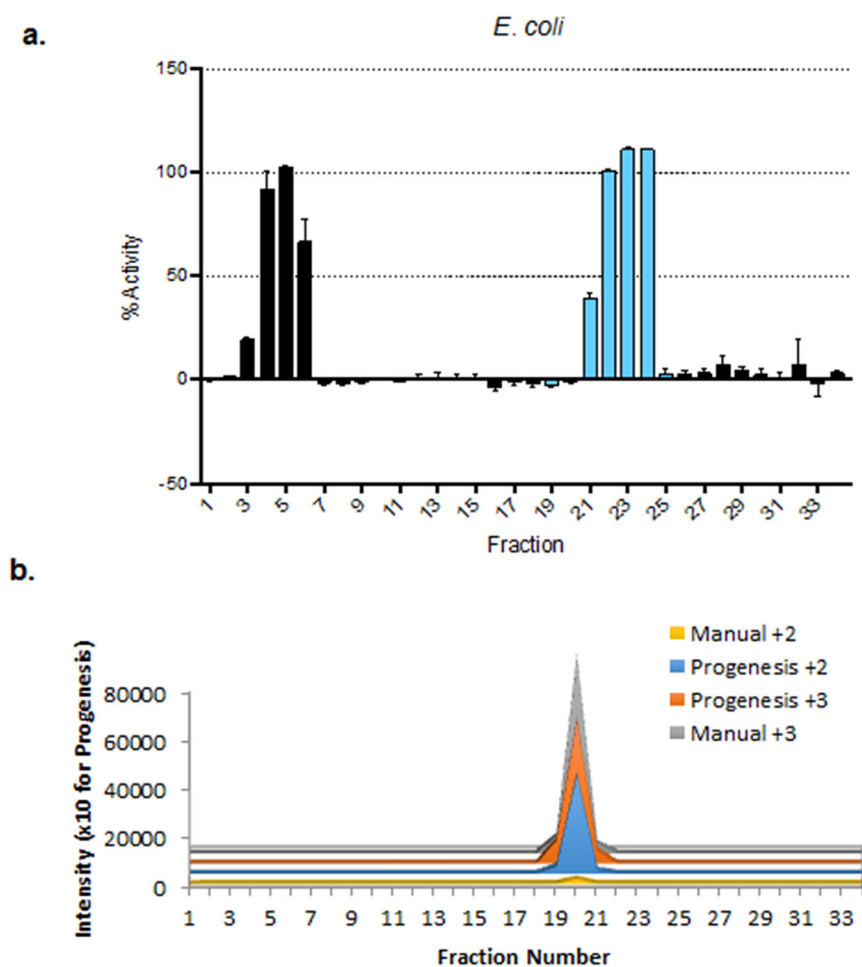 a.
E. coli
150
100
50
0
-50
% Activity
1 3 5 7 9 11 13 15 17 19 21 23 25 27 29 31 33
Fraction
b.
Intensity (x10 for Progenesis)
80000
60000
40000
20000
0
Manual +2
Progenesis +2
Progenesis +3
Manual +3
1 3 5 7 9 11 13 15 17 19 21 23 25 27 29 31 33
Fraction Number